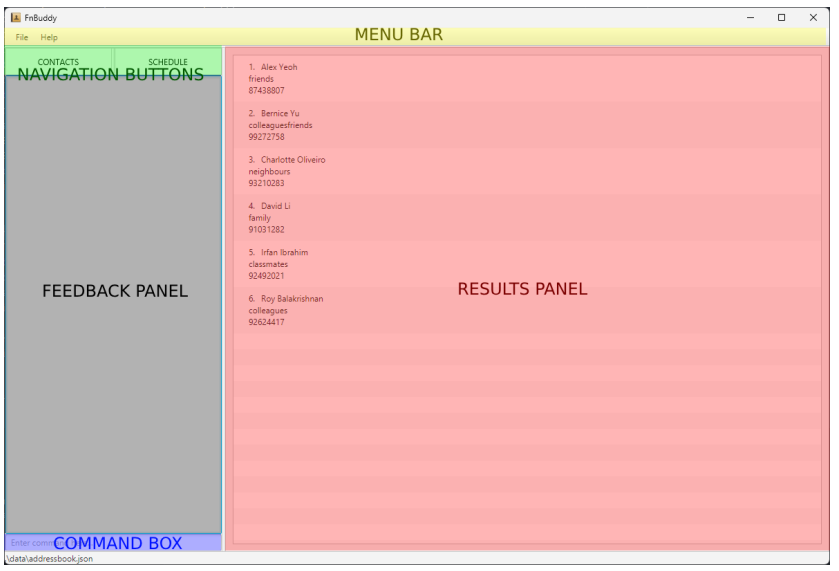 FnBuddy
File Help
MENU BAR
CONTACTS SCHEDULE
NAVIGATION BUTTONS
1. Alex Yeoh
friends
87438807
2. Bernice Yu
colleaguesfriends
99272758
3. Charlotte Oliveiro
neighbours
93210283
4. David Li
family
91031282
5. Irfan Ibrahim
classmates
92492021
6. Roy Balakrishnan
colleagues
92624417
FEEDBACK PANEL
RESULTS PANEL
Enter
COMMAND BOX
\data\addressbook.json